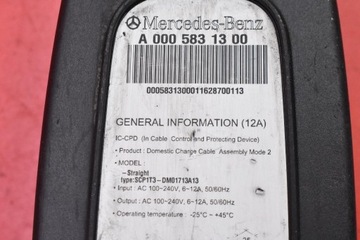 Mercedes-Benz
A 000 583 13 00
0005831300011628700113
GENERAL INFORMATION (12A)
IC-CPD (In Cable Control and Protecting Device)
• Product : Domestic Charge Cable Assembly Mode 2
• MODEL :
-Straight
type:SCP1T3-DM01713A13
• Input : AC 100-240V, 6-12A, 50/60Hz
• Output : AC 100-240V, 6-12A, 50/60Hz
• Operating temperature : -25°C ~ +45°C